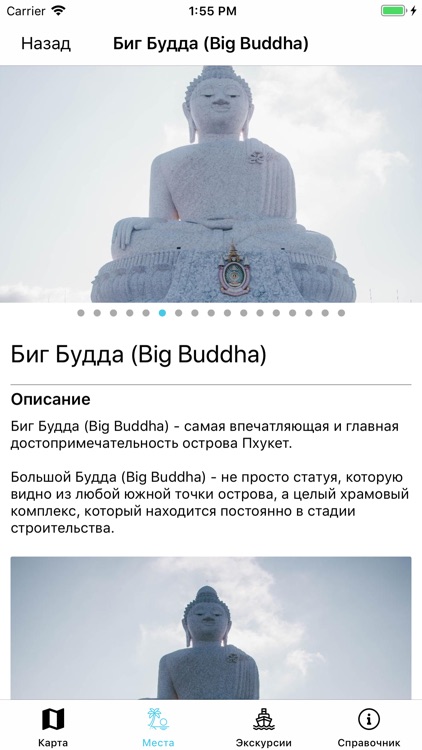 Carrier 1:55 PM
Назад Биг Будда (Big Buddha)
Биг Будда (Big Buddha)
Описание
Биг Будда (Big Buddha) - самая впечатляющая и главная
достопримечательность острова Пхукет.
Большой Будда (Big Buddha) - не просто статуя, которую
видно из любой южной точки острова, а целый храмовый
комплекс, который находится постоянно в стадии
строительства.
Карта Места Экскурсии Справочник